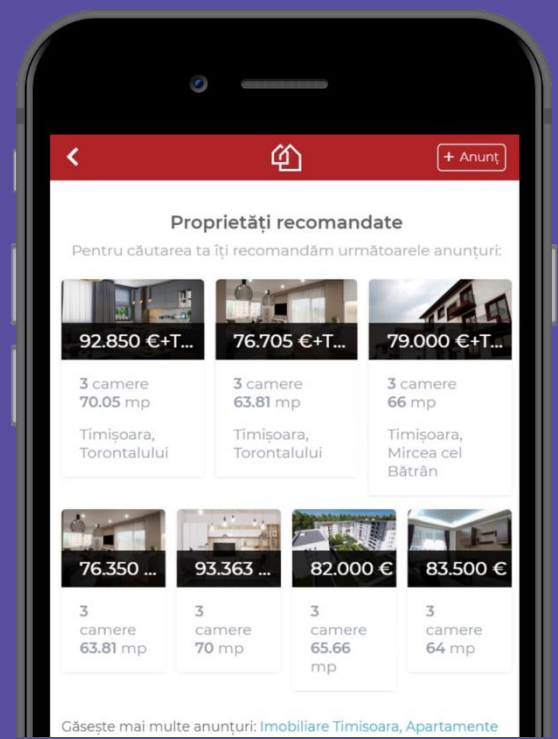 + Anunț
Proprietăți recomandate
Pentru căutarea ta îți recomandăm următoarele anunțuri:
92.850 €+T...
76.705 €+T...
79.000 €+T...
3 camere
70.05 mp
Timișoara,
Torontalului
3 camere
63.81 mp
Timișoara,
Torontalului
3 camere
66 mp
Timișoara,
Mircea cel
Bătrân
76.350 ...
93.363 ...
82.000 €
83.500 €
3
camere
63.81 mp
3
camere
70 mp
3
camere
65.66
mp
3
camere
64 mp
Găsește mai multe anunțuri: Imobiliare Timisoara, Apartamente